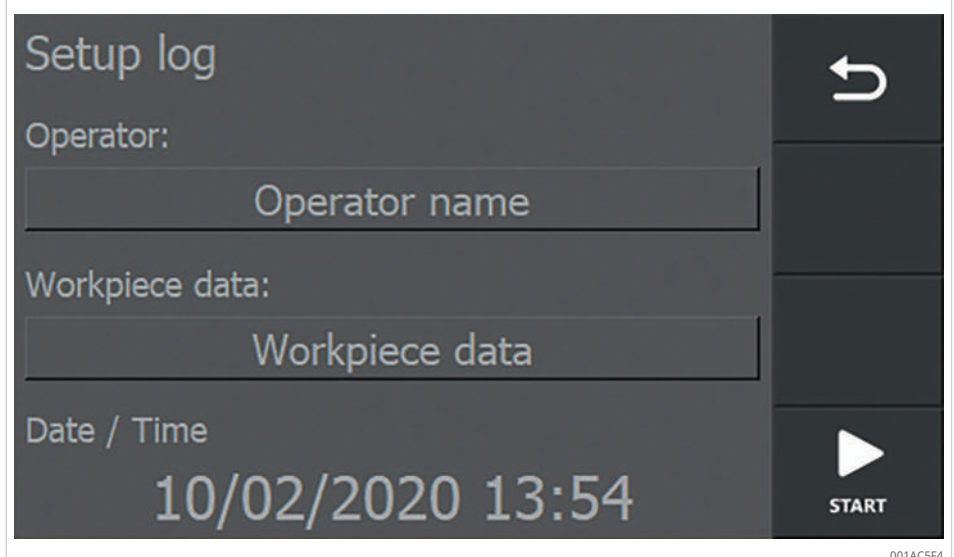 Setup log
Operator:
Operator name
Workpiece data:
Workpiece data
Date / Time
10/02/2020 13:54
START
001AC5F4